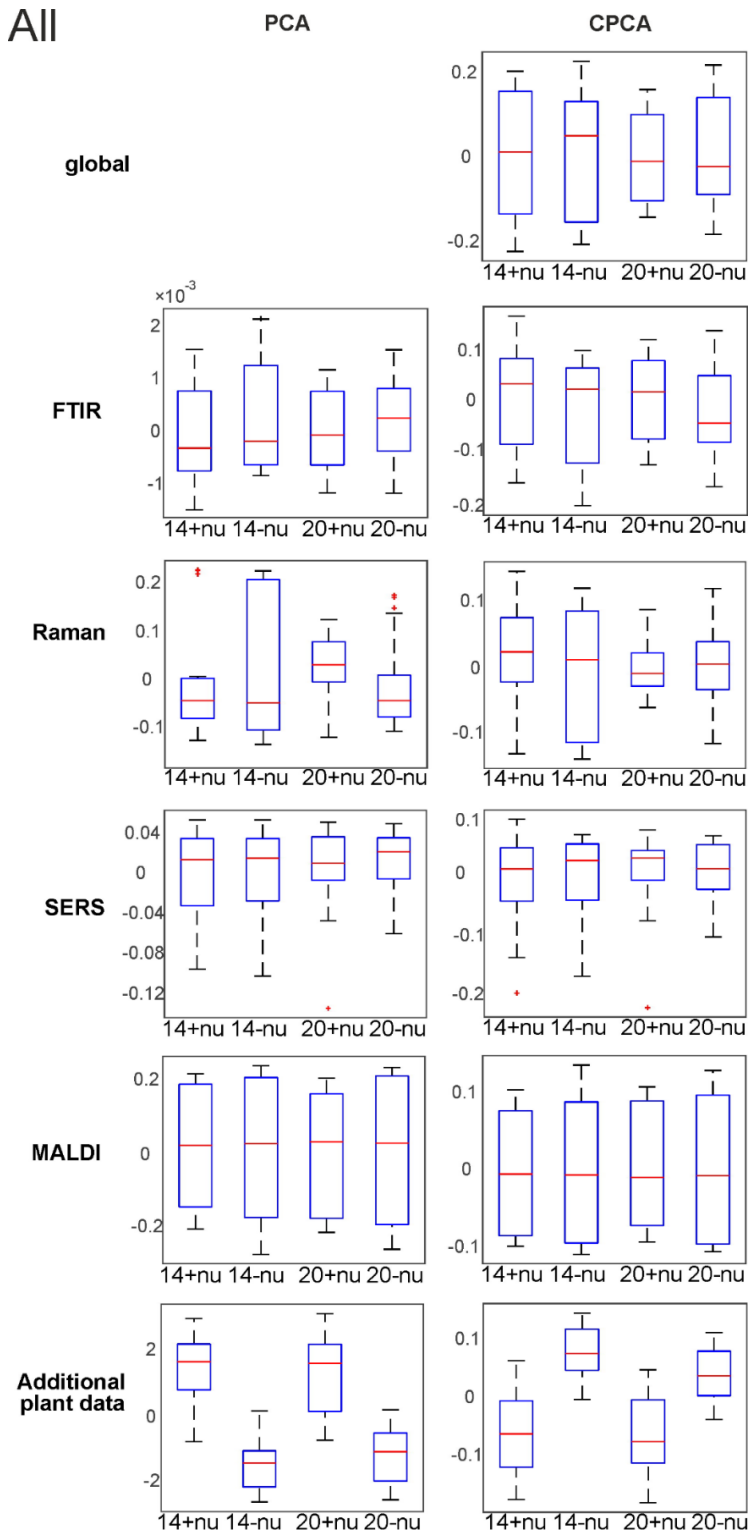 All
PCA CPCA
global
0.2
0
-0.2
14+nu 14-nu 20+nu 20-nu
×10⁻³
FTIR
2
1
0
-1
14+nu 14-nu 20+nu 20-nu
0.1
0
-0.1
-0.2
14+nu 14-nu 20+nu 20-nu
Raman
0.2
0.1
0
-0.1
14+nu 14-nu 20+nu 20-nu
0.1
0
-0.1
14+nu 14-nu 20+nu 20-nu
SERS
0.04
0
-0.04
-0.08
-0.12
14+nu 14-nu 20+nu 20-nu
0.1
0
-0.1
-0.2
14+nu 14-nu 20+nu 20-nu
MALDI
0.2
0
-0.2
14+nu 14-nu 20+nu 20-nu
0.1
0
-0.1
14+nu 14-nu 20+nu 20-nu
Additional
plant data
2
0
-2
14+nu 14-nu 20+nu 20-nu
0.1
0
-0.1
14+nu 14-nu 20+nu 20-nu